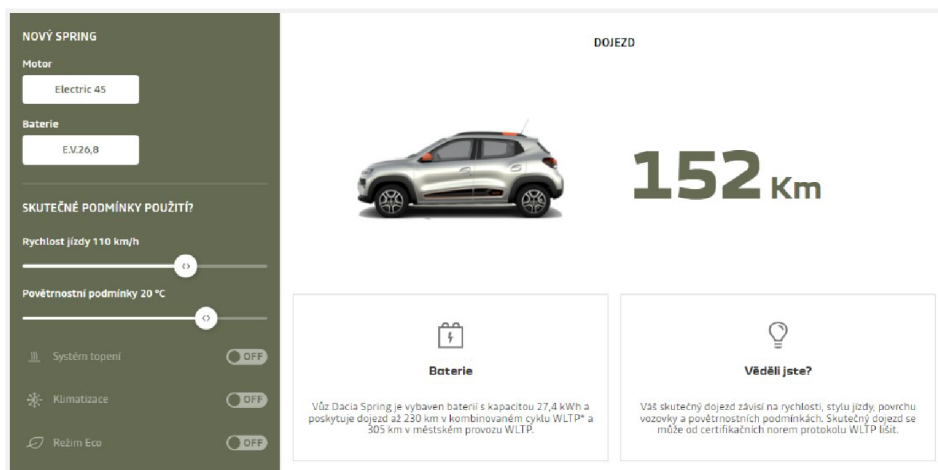 NOVÝ SPRING
Motor
Electric 45
Baterie
E.V.26,8
SKUTEČNÉ PODMÍNKY POUŽITÍ?
Rychlost jízdy 110 km/h
Povětrnostní podmínky 20 °C
Systém topení
OFF
Klimatizace
OFF
Režim Eco
OFF
DOJEZD
152 Km
Baterie
Vůz Dacia Spring je vybaven baterií s kapacitou 27,4 kWh a
poskytuje dojezd až 230 km v kombinovaném cyklu WLTP* a
305 km v městském provozu WLTP.
Věděli jste?
Váš skutečný dojezd závisí na rychlosti, stylu jízdy, povrchu
vozovky a povětrnostních podmínkách. Skutečný dojezd se
může od certifikačních norem protokolu WLTP lišit.